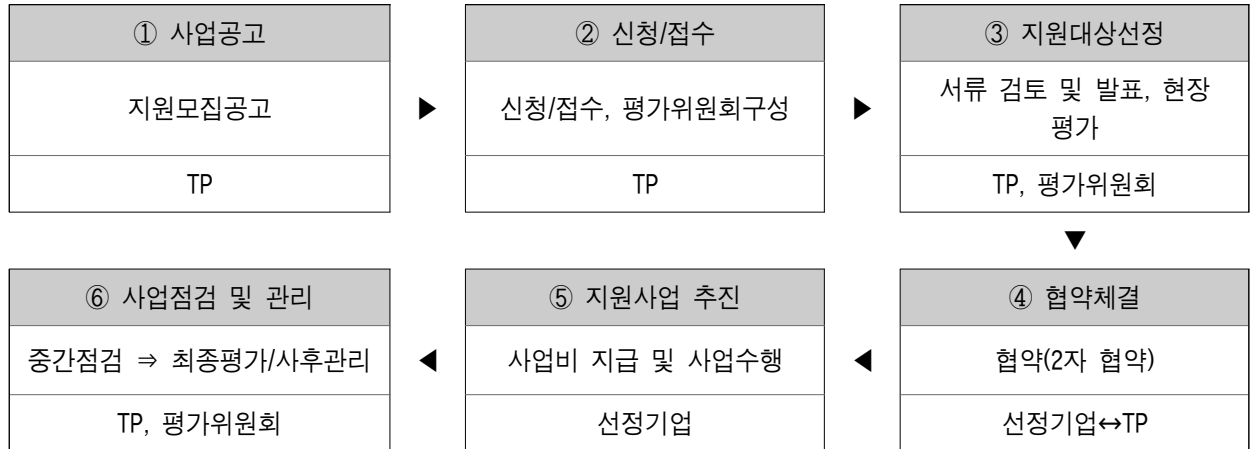 ① 사업공고
지원모집공고
TP
▶
② 신청/접수
신청/접수, 평가위원회구성
TP
▶
③ 지원대상선정
서류 검토 및 발표, 현장
평가
TP, 평가위원회
▼
④ 협약체결
협약(2자 협약)
선정기업↔TP
◀
⑤ 지원사업 추진
사업비 지급 및 사업수행
선정기업
◀
⑥ 사업점검 및 관리
중간점검 ⇒ 최종평가/사후관리
TP, 평가위원회